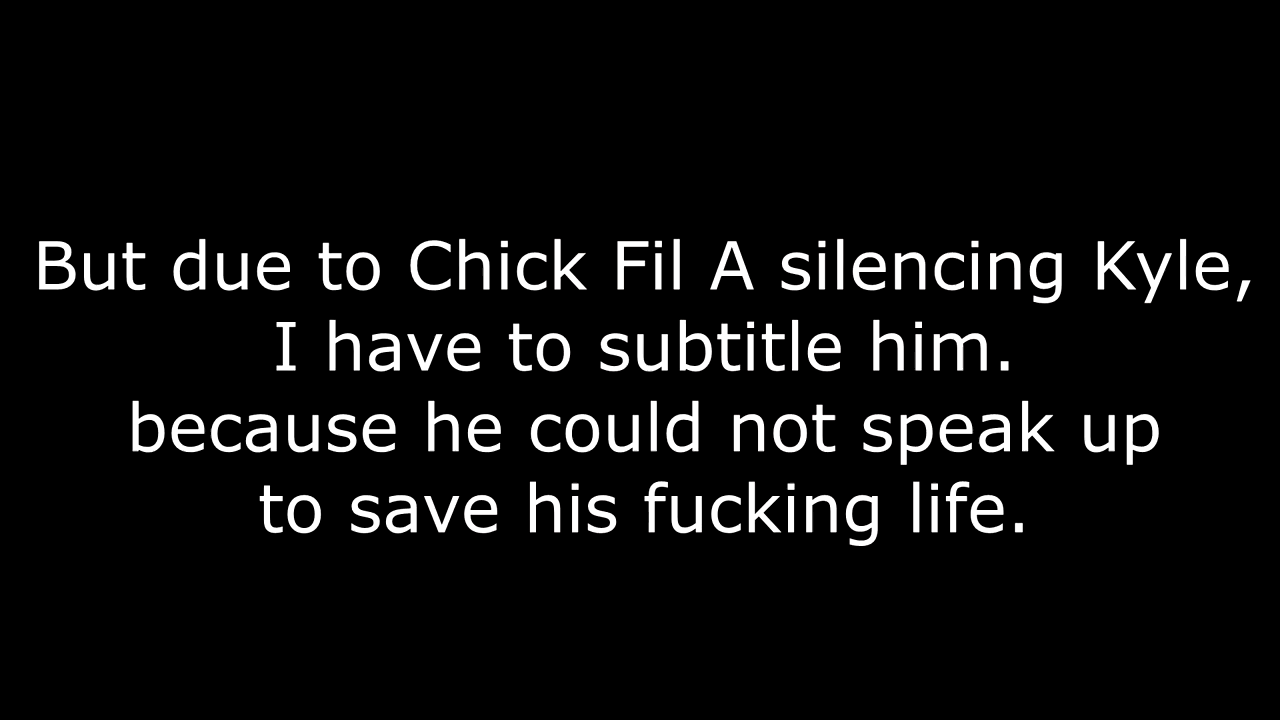 But due to Chick Fil A silencing Kyle,
I have to subtitle him.
because he could not speak up
to save his fucking life.